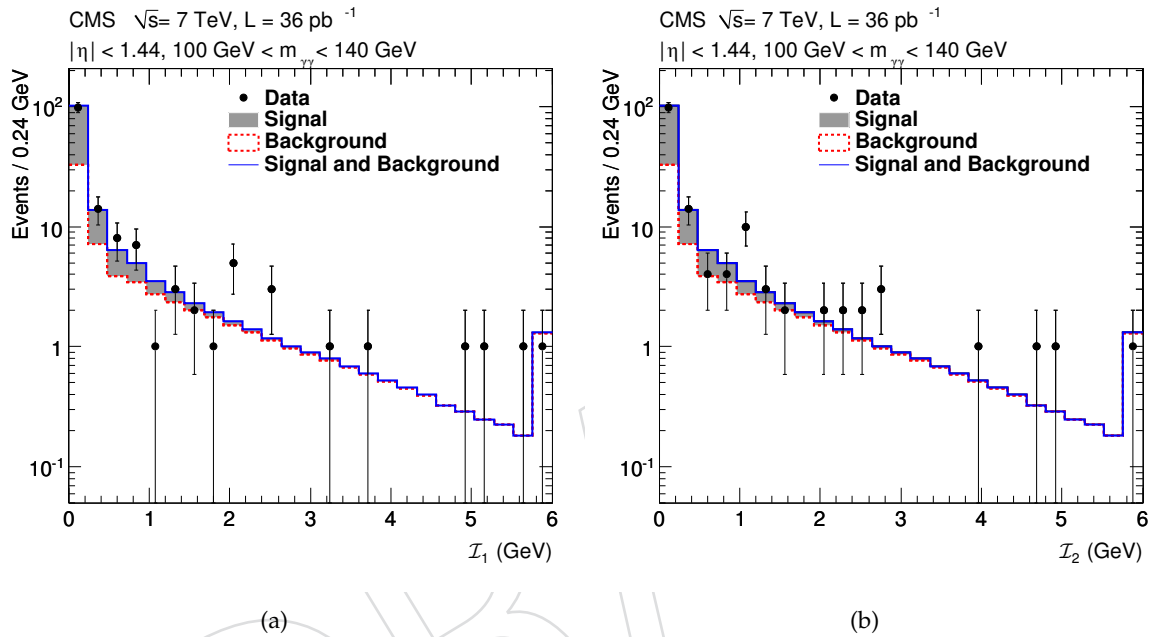 CMS √s= 7 TeV, L = 36 pb⁻¹
|η| < 1.44, 100 GeV < mγγ < 140 GeV
Events / 0.24 GeV
10²
10
1
10⁻¹
Data
Signal
Background
Signal and Background
0 1 2 3 4 5 6
ℐ₁ (GeV)
(a)
CMS √s= 7 TeV, L = 36 pb⁻¹
|η| < 1.44, 100 GeV < mγγ < 140 GeV
Events / 0.24 GeV
10²
10
1
10⁻¹
Data
Signal
Background
Signal and Background
0 1 2 3 4 5 6
ℐ₂ (GeV)
(b)